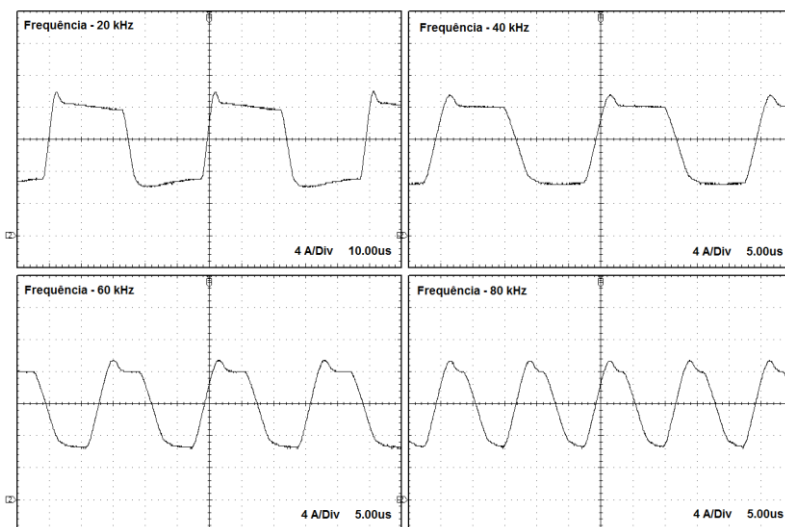 Frequência - 20 kHz
4 A/Div 10.00us
Frequência - 40 kHz
4 A/Div 5.00us
Frequência - 60 kHz
4 A/Div 5.00us
Frequência - 80 kHz
4 A/Div 5.00us